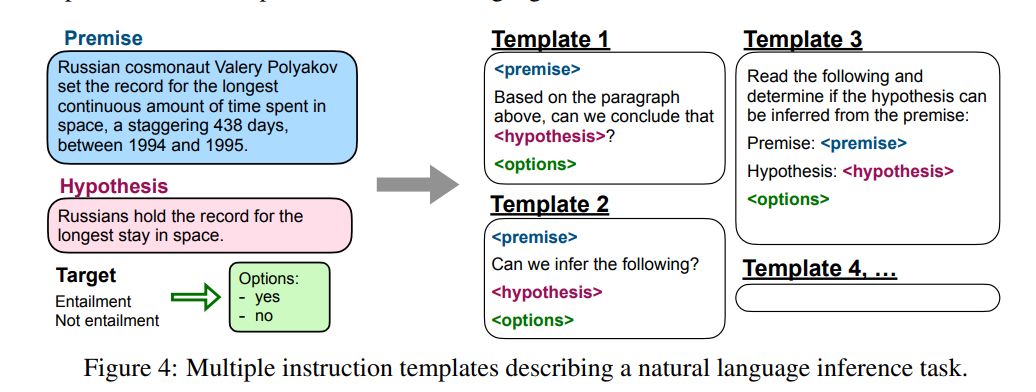 Premise
Russian cosmonaut Valery Polyakov
set the record for the longest
continuous amount of time spent in
space, a staggering 438 days,
between 1994 and 1995.
Hypothesis
Russians hold the record for the
longest stay in space.
Target
Entailment
Not entailment
Options:
- yes
- no
Template 1
<premise>
Based on the paragraph
above, can we conclude that
<hypothesis>?
<options>
Template 2
<premise>
Can we infer the following?
<hypothesis>
<options>
Template 3
Read the following and
determine if the hypothesis can
be inferred from the premise:
Premise: <premise>
Hypothesis: <hypothesis>
<options>
Template 4, …
Figure 4: Multiple instruction templates describing a natural language inference task.